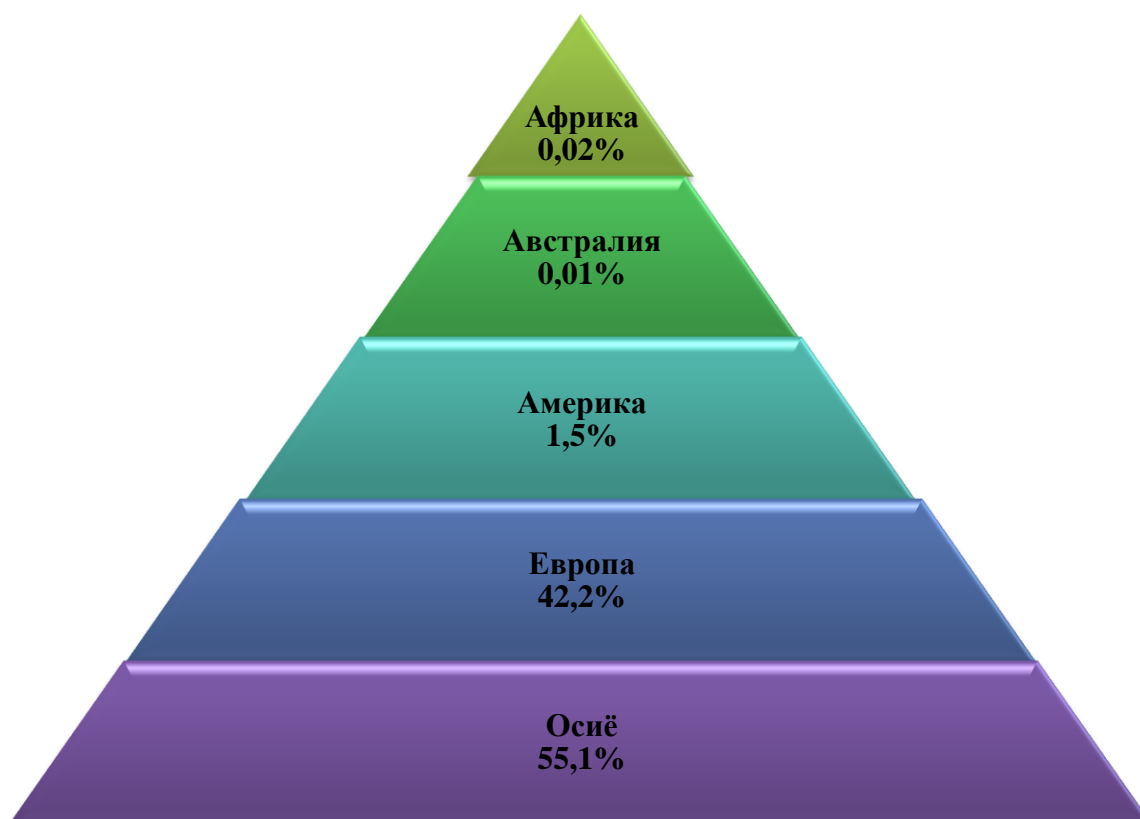 Африка
0,02%
Австралия
0,01%
Америка
1,5%
Европа
42,2%
Осиё
55,1%